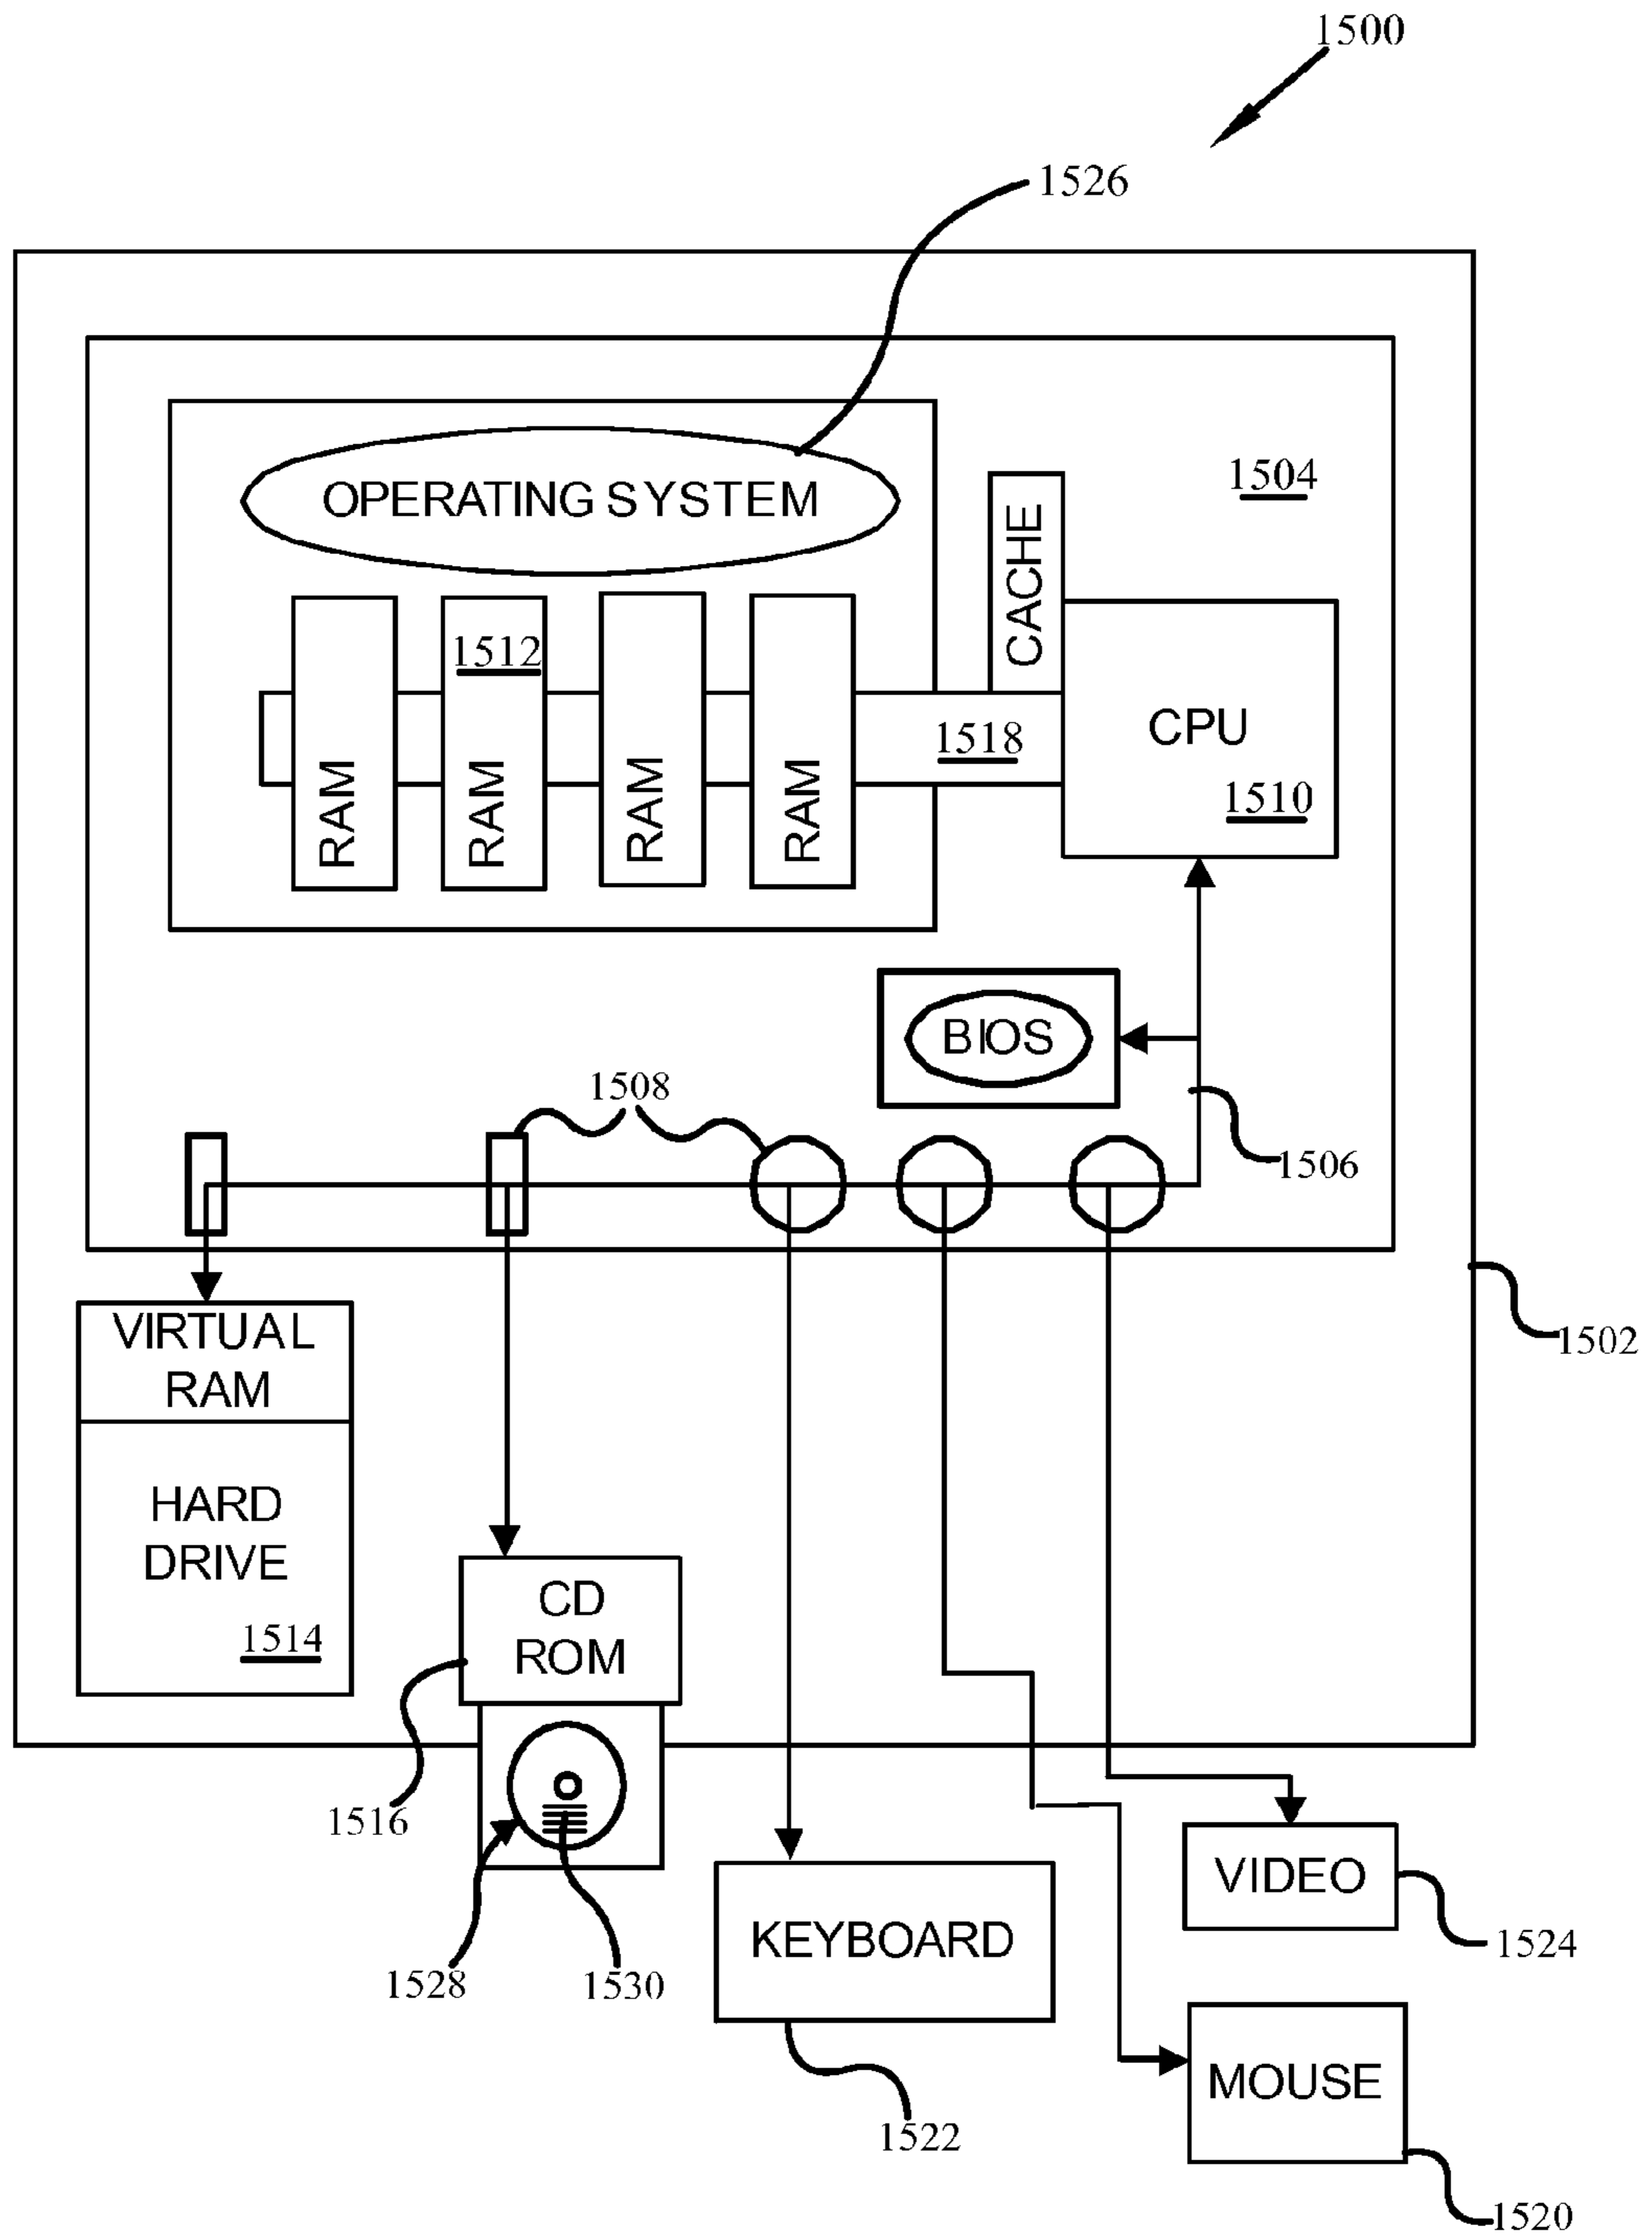 1500
1526
OPERATING SYSTEM
1504
CACHE
1512
RAM
RAM
RAM
RAM
1518
CPU
1510
BIOS
1508
1506
VIRTUAL
RAM
1502
HARD
DRIVE
1514
CD
ROM
1516
VIDEO
1524
KEYBOARD
1528
1530
MOUSE
1522
1520